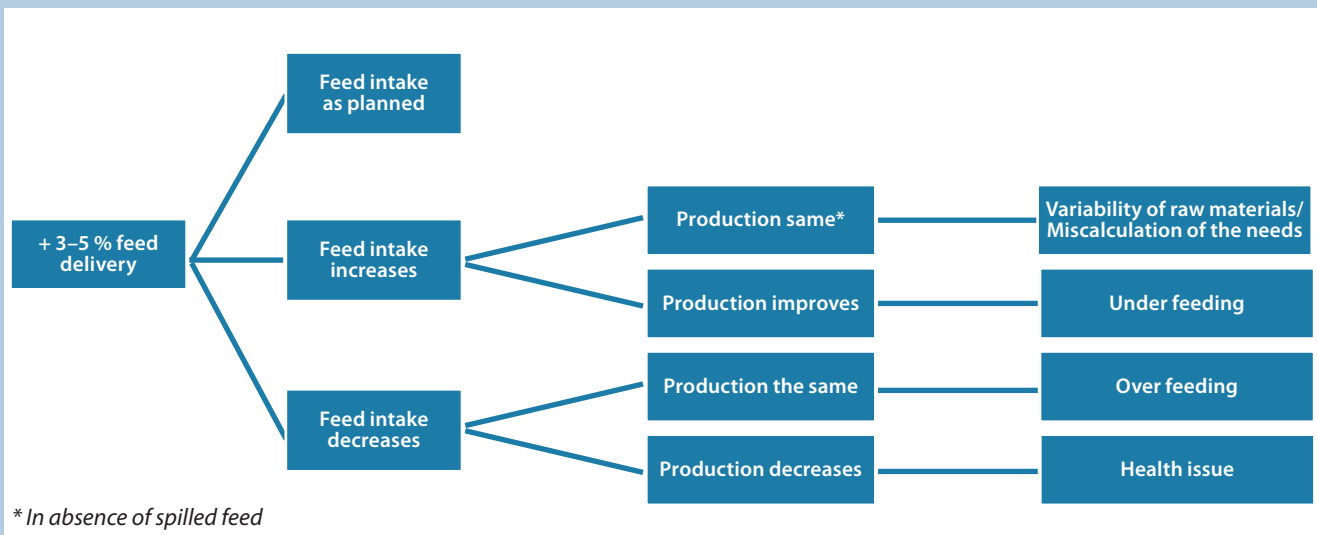 + 3–5 % feed
delivery
Feed intake
as planned
Feed intake
increases
Feed intake
decreases
Production same*
Production improves
Production the same
Production decreases
Variability of raw materials/
Miscalculation of the needs
Under feeding
Over feeding
Health issue
* In absence of spilled feed